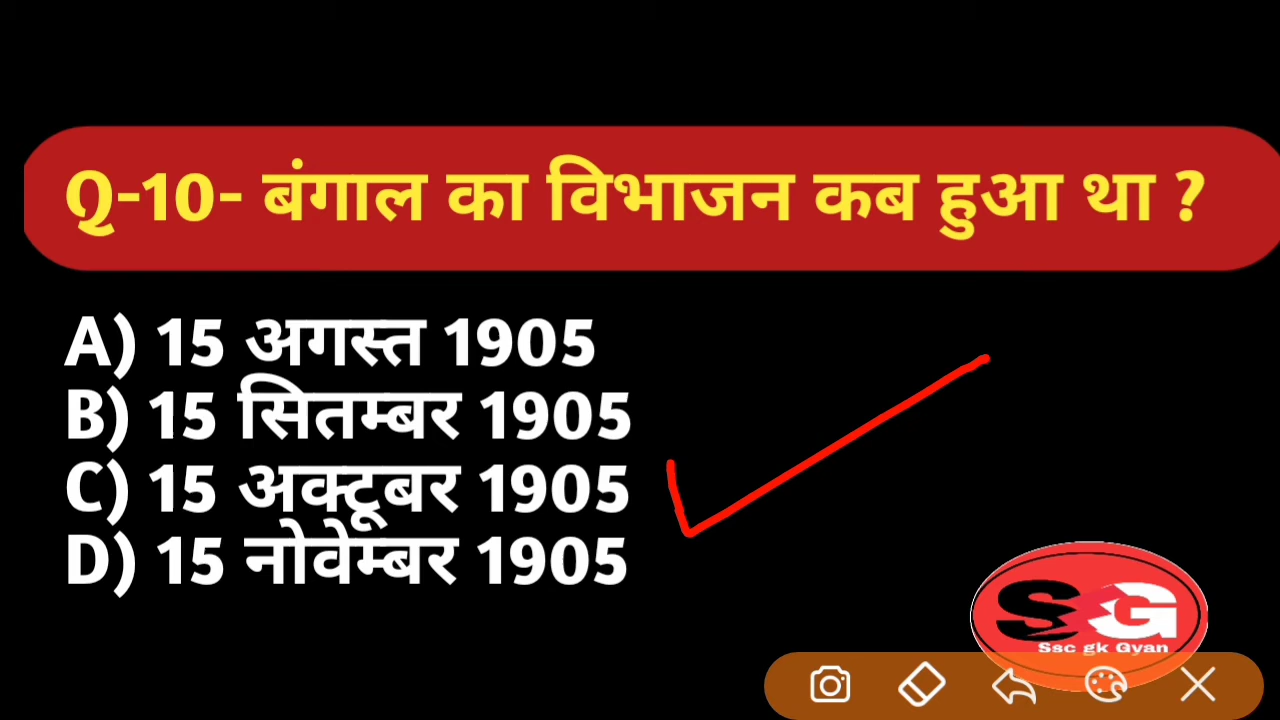 Q-10- बंगाल का विभाजन कब हुआ था ?
A) 15 अगस्त 1905
B) 15 सितम्बर 1905
C) 15 अक्टूबर 1905
D) 15 नोवेम्बर 1905
SG
Ssc gk Gyan